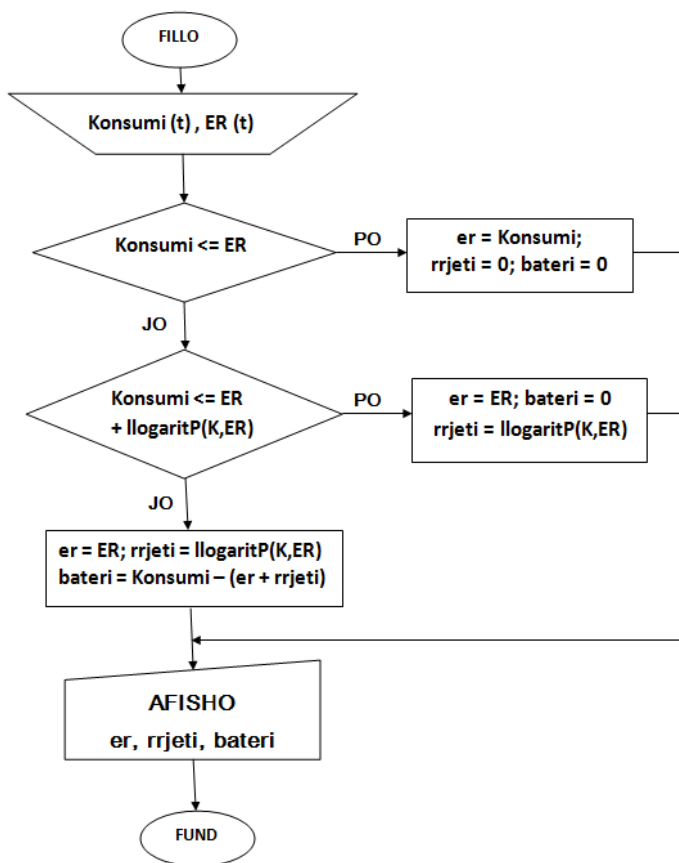 FILLO
Konsumi (t) , ER (t)
Konsumi <= ER
PO
er = Konsumi;
rrjeti = 0; bateri = 0
JO
Konsumi <= ER
+ llogaritP(K,ER)
PO
er = ER; bateri = 0
rrjeti = llogaritP(K,ER)
JO
er = ER; rrjeti = llogaritP(K,ER)
bateri = Konsumi – (er + rrjeti)
AFISHO
er, rrjeti, bateri
FUND